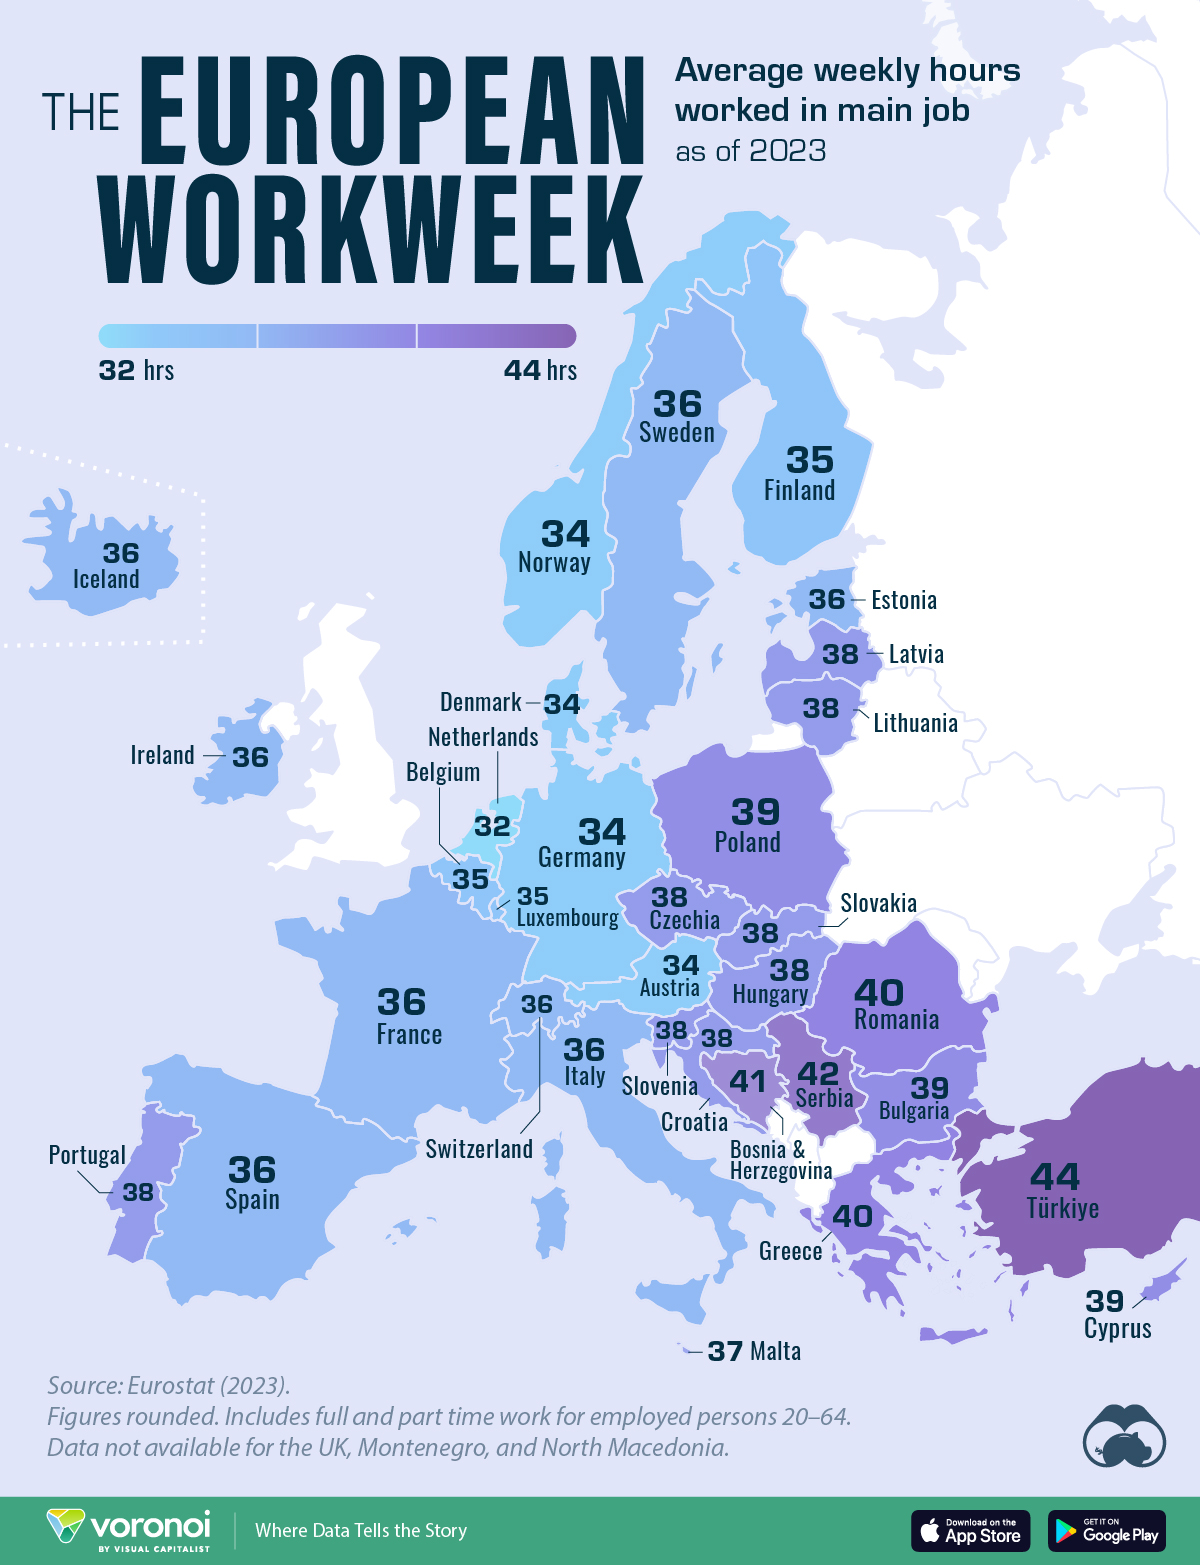 THE EUROPEAN
WORKWEEK
Average weekly hours
worked in main job
as of 2023
32 hrs
44 hrs
36
Sweden
35
Finland
34
Norway
36
Iceland
36 Estonia
38 Latvia
38
Lithuania
Denmark 34
Netherlands
Belgium
Ireland 36
32
34
Germany
39
Poland
35
35
Luxembourg
38
Czechia
Slovakia
38
34
Austria
38
Hungary
40
Romania
36
France
36
36
Italy
38
38
Slovenia
Croatia
41
42
Serbia
39
Bulgaria
Switzerland
Bosnia &
Herzegovina
Portugal
38
36
Spain
44
Türkiye
40
Greece
39
Cyprus
37 Malta
Source: Eurostat (2023).
Figures rounded. Includes full and part time work for employed persons 20–64.
Data not available for the UK, Montenegro, and North Macedonia.
voronoi
BY VISUAL CAPITALIST
Where Data Tells the Story
Download on the
App Store
GET IT ON
Google Play